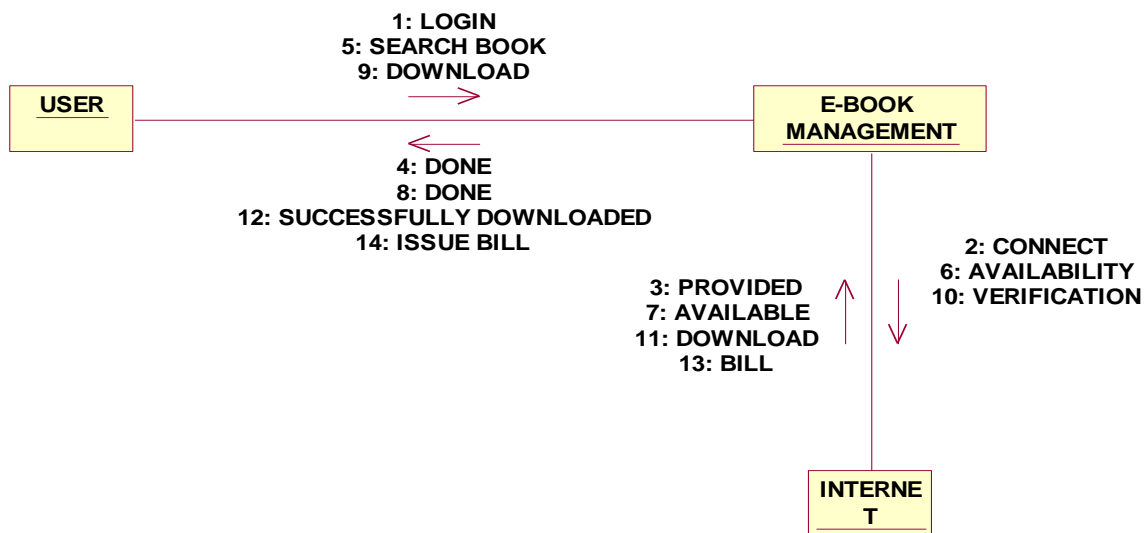 1: LOGIN
5: SEARCH BOOK
9: DOWNLOAD
USER
E-BOOK
MANAGEMENT
4: DONE
8: DONE
12: SUCCESSFULLY DOWNLOADED
14: ISSUE BILL
2: CONNECT
6: AVAILABILITY
10: VERIFICATION
3: PROVIDED
7: AVAILABLE
11: DOWNLOAD
13: BILL
INTERNE
T